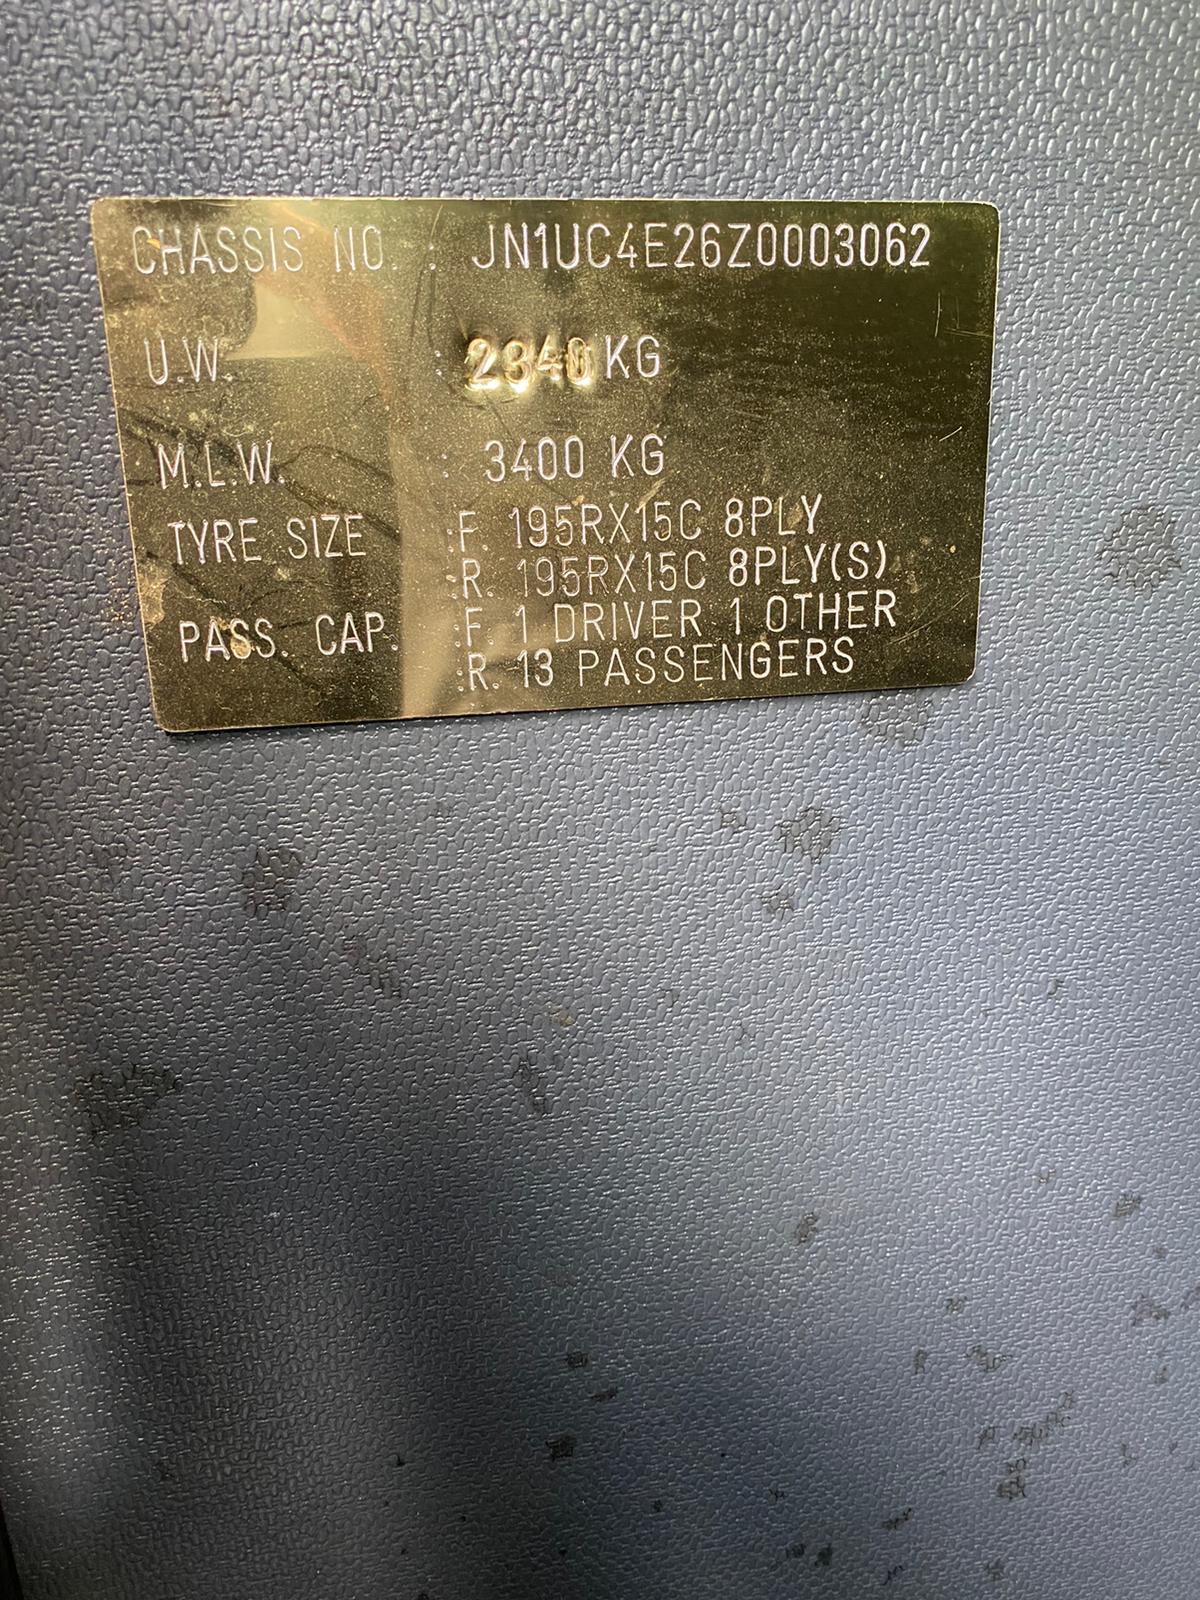 CHASSIS NO. : JN1UC4E26Z0003062
U.W. : 2340 KG
M.L.W. : 3400 KG
TYRE SIZE :F. 195RX15C 8PLY
:R. 195RX15C 8PLY(S)
PASS. CAP. :F. 1 DRIVER 1 OTHER
:R. 13 PASSENGERS